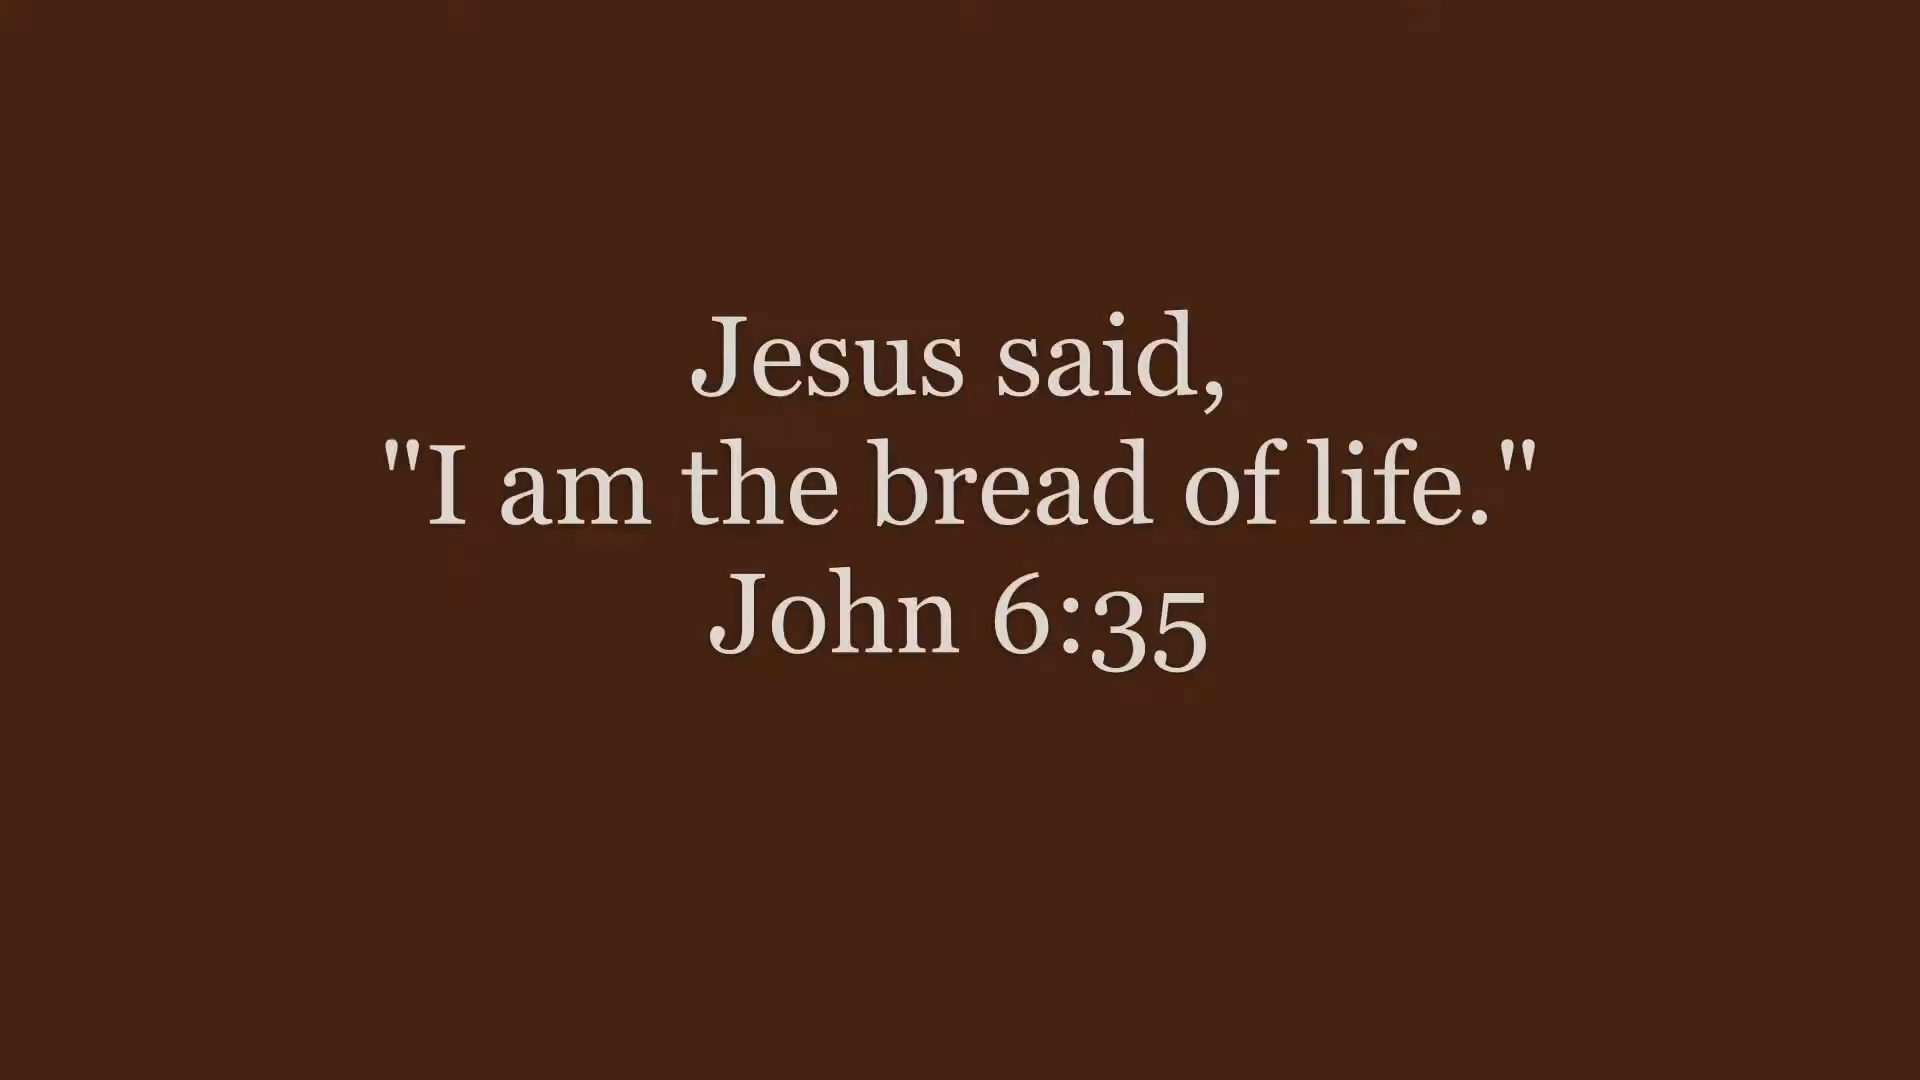 Jesus said,
"I am the bread of life."
John 6:35